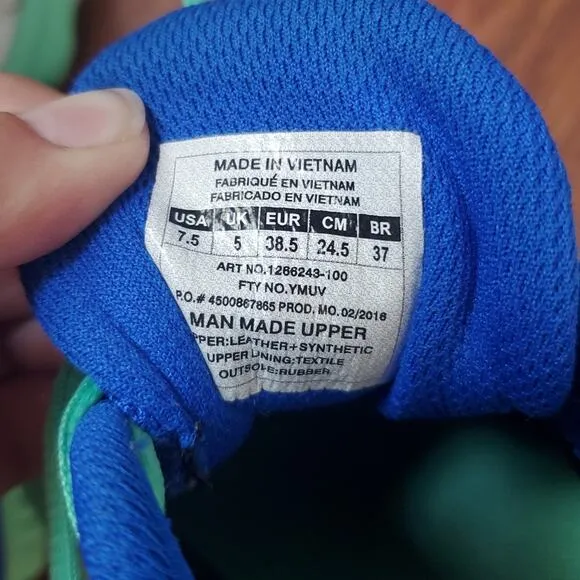 MADE IN VIETNAM
FABRIQUÉ EN VIETNAM
FABRICADO EN VIETNAM
USA UK EUR CM BR
7.5 5 38.5 24.5 37
ART NO.1266243-100
FTY NO.YMUV
P.O.# 4500867865 PROD. MO.02/2016
MAN MADE UPPER
PPER:LEATHER+SYNTHETIC
UPPER LINING:TEXTILE
OUTSOLE:RUBBER